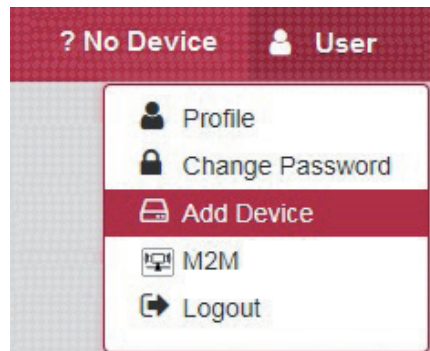 ? No Device User
Profile
Change Password
Add Device
M2M
Logout